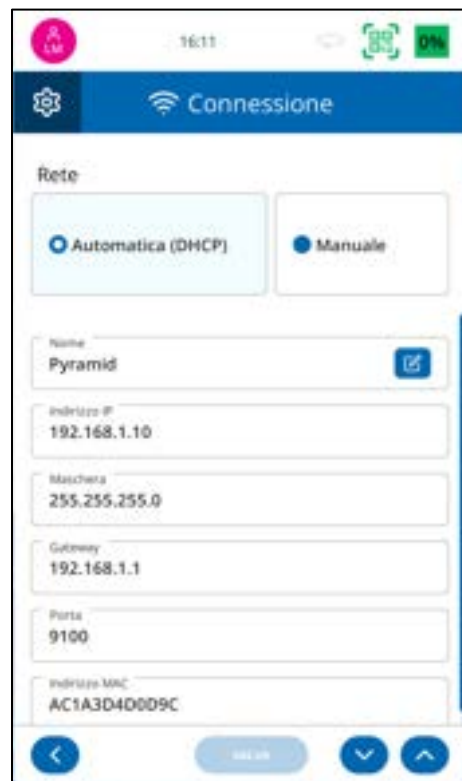 LM
16:11
0%
Connessione
Rete
Automatica (DHCP)
Manuale
Nome
Pyramid
Indirizzo IP
192.168.1.10
Maschera
255.255.255.0
Gateway
192.168.1.1
Porta
9100
Indirizzo MAC
AC1A3D4D0D9C